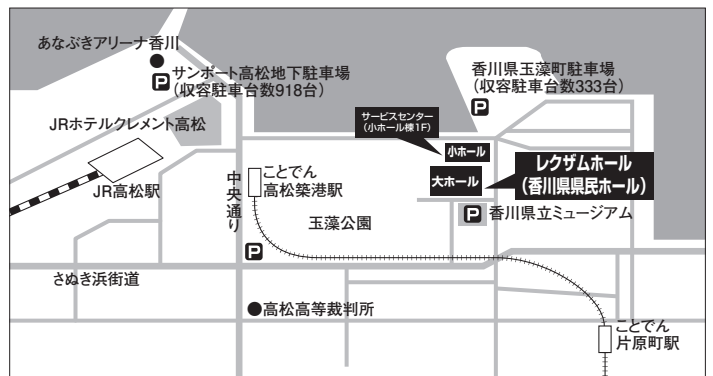 あなぶきアリーナ香川
P サンポート高松地下駐車場
（収容駐車台数918台）
香川県玉藻町駐車場
（収容駐車台数333台）
P
JRホテルクレメント高松
サービスセンター
（小ホール棟1F）
小ホール
大ホール
レクザムホール
（香川県県民ホール）
JR高松駅
中央通り
ことでん
高松築港駅
玉藻公園
P 香川県立ミュージアム
P
さぬき浜街道
高松高等裁判所
ことでん
片原町駅